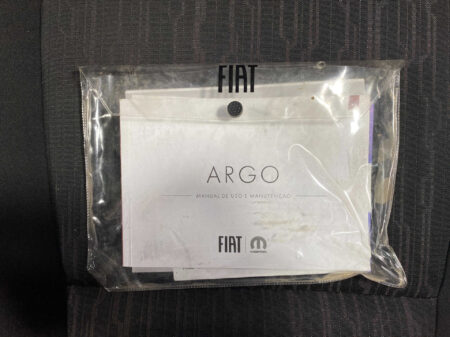 FIAT
ARGO
MANUAL DE USO E MANUTENÇÃO
FIAT